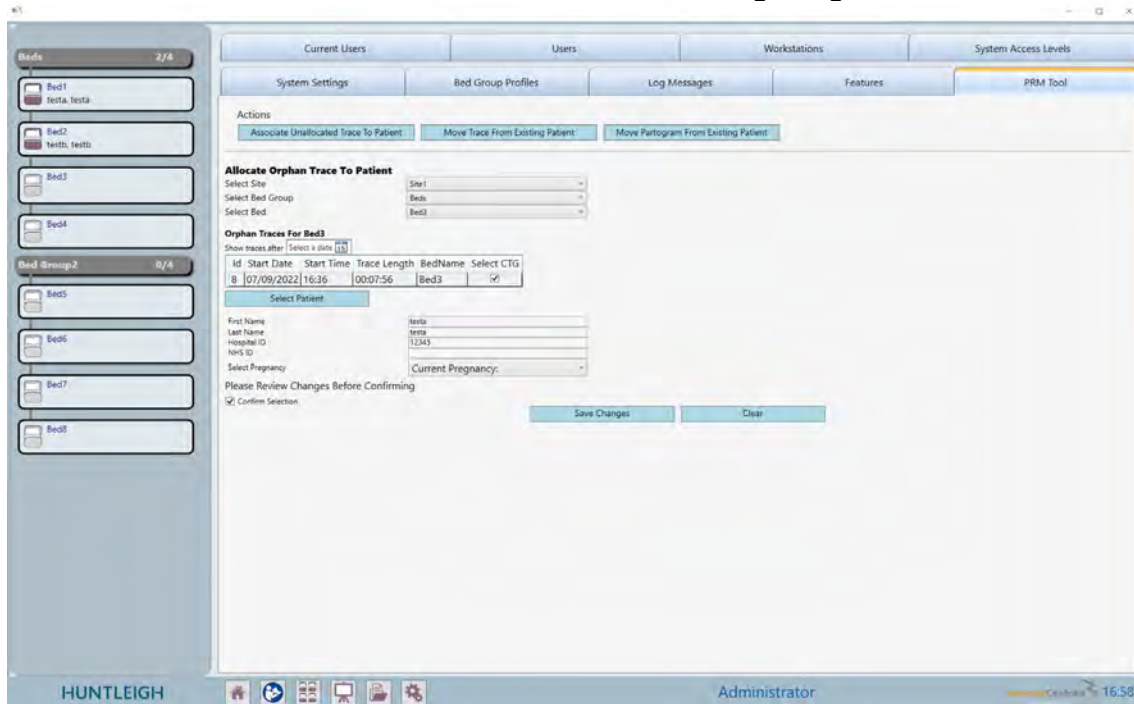 Current Users
Users
Workstations
System Access Levels
System Settings
Bed Group Profiles
Log Messages
Features
PRM Tool
Beds 2/4
Bed1
testa, testa
Bed2
testb, testb
Bed3
Bed4
Bed Group2 0/4
Bed5
Bed6
Bed7
Bed8
Actions
Associate Unallocated Trace To Patient
Move Trace From Existing Patient
Move Partogram From Existing Patient
Allocate Orphan Trace To Patient
Select Site Site1
Select Bed Group Beds
Select Bed Bed3
Orphan Traces For Bed3
Show traces after Select a date 15
Id Start Date Start Time Trace Length BedName Select CTG
8 07/09/2022 16:36 00:07:56 Bed3
Select Patient
First Name testa
Last Name testa
Hospital ID 12345
NHS ID
Select Pregnancy Current Pregnancy:
Please Review Changes Before Confirming
Confirm Selection
Save Changes
Clear
HUNTLEIGH
Administrator
16:58